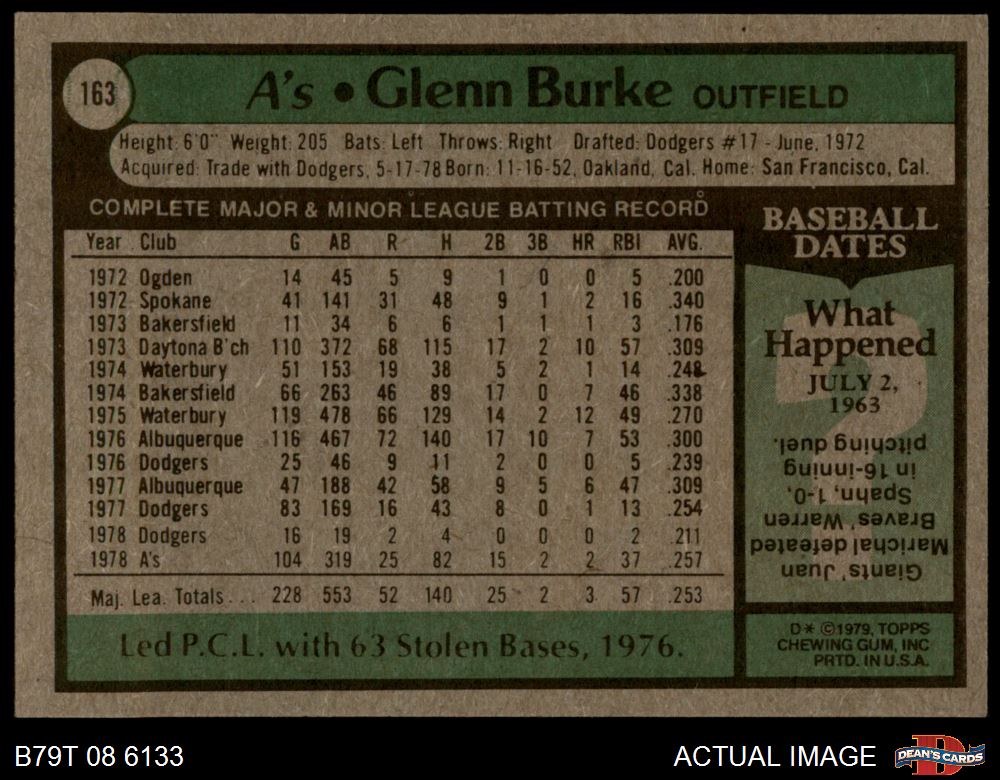 163
A's • Glenn Burke OUTFIELD
Height: 6'0" Weight: 205 Bats: Left Throws: Right Drafted: Dodgers #17 - June, 1972
Acquired: Trade with Dodgers, 5-17-78 Born: 11-16-52, Oakland, Cal. Home: San Francisco, Cal.
COMPLETE MAJOR & MINOR LEAGUE BATTING RECORD
Year Club G AB R H 2B 3B HR RBI AVG.
1972 Ogden 14 45 5 9 1 0 0 5 .200
1972 Spokane 41 141 31 48 9 1 2 16 .340
1973 Bakersfield 11 34 6 6 1 1 1 3 .176
1973 Daytona B'ch 110 372 68 115 17 2 10 57 .309
1974 Waterbury 51 153 19 38 5 2 1 14 .248
1974 Bakersfield 66 263 46 89 17 0 7 46 .338
1975 Waterbury 119 478 66 129 14 2 12 49 .270
1976 Albuquerque 116 467 72 140 17 10 7 53 .300
1976 Dodgers 25 46 9 11 2 0 0 5 .239
1977 Albuquerque 47 188 42 58 9 5 6 47 .309
1977 Dodgers 83 169 16 43 8 0 1 13 .254
1978 Dodgers 16 19 2 4 0 0 0 2 .211
1978 A's 104 319 25 82 15 2 2 37 .257
Maj. Lea. Totals... 228 553 52 140 25 2 3 57 .253
Led P.C.L. with 63 Stolen Bases, 1976.
BASEBALL
DATES
What
Happened
JULY 2,
1963
Giants' Juan
Marichal defeated
Braves' Warren
Spahn, 1-0,
in 16-inning
pitching duel.
D* ©1979, TOPPS
CHEWING GUM, INC
PRTD. IN U.S.A.
B79T 08 6133
ACTUAL IMAGE
D
DEAN'S CARDS